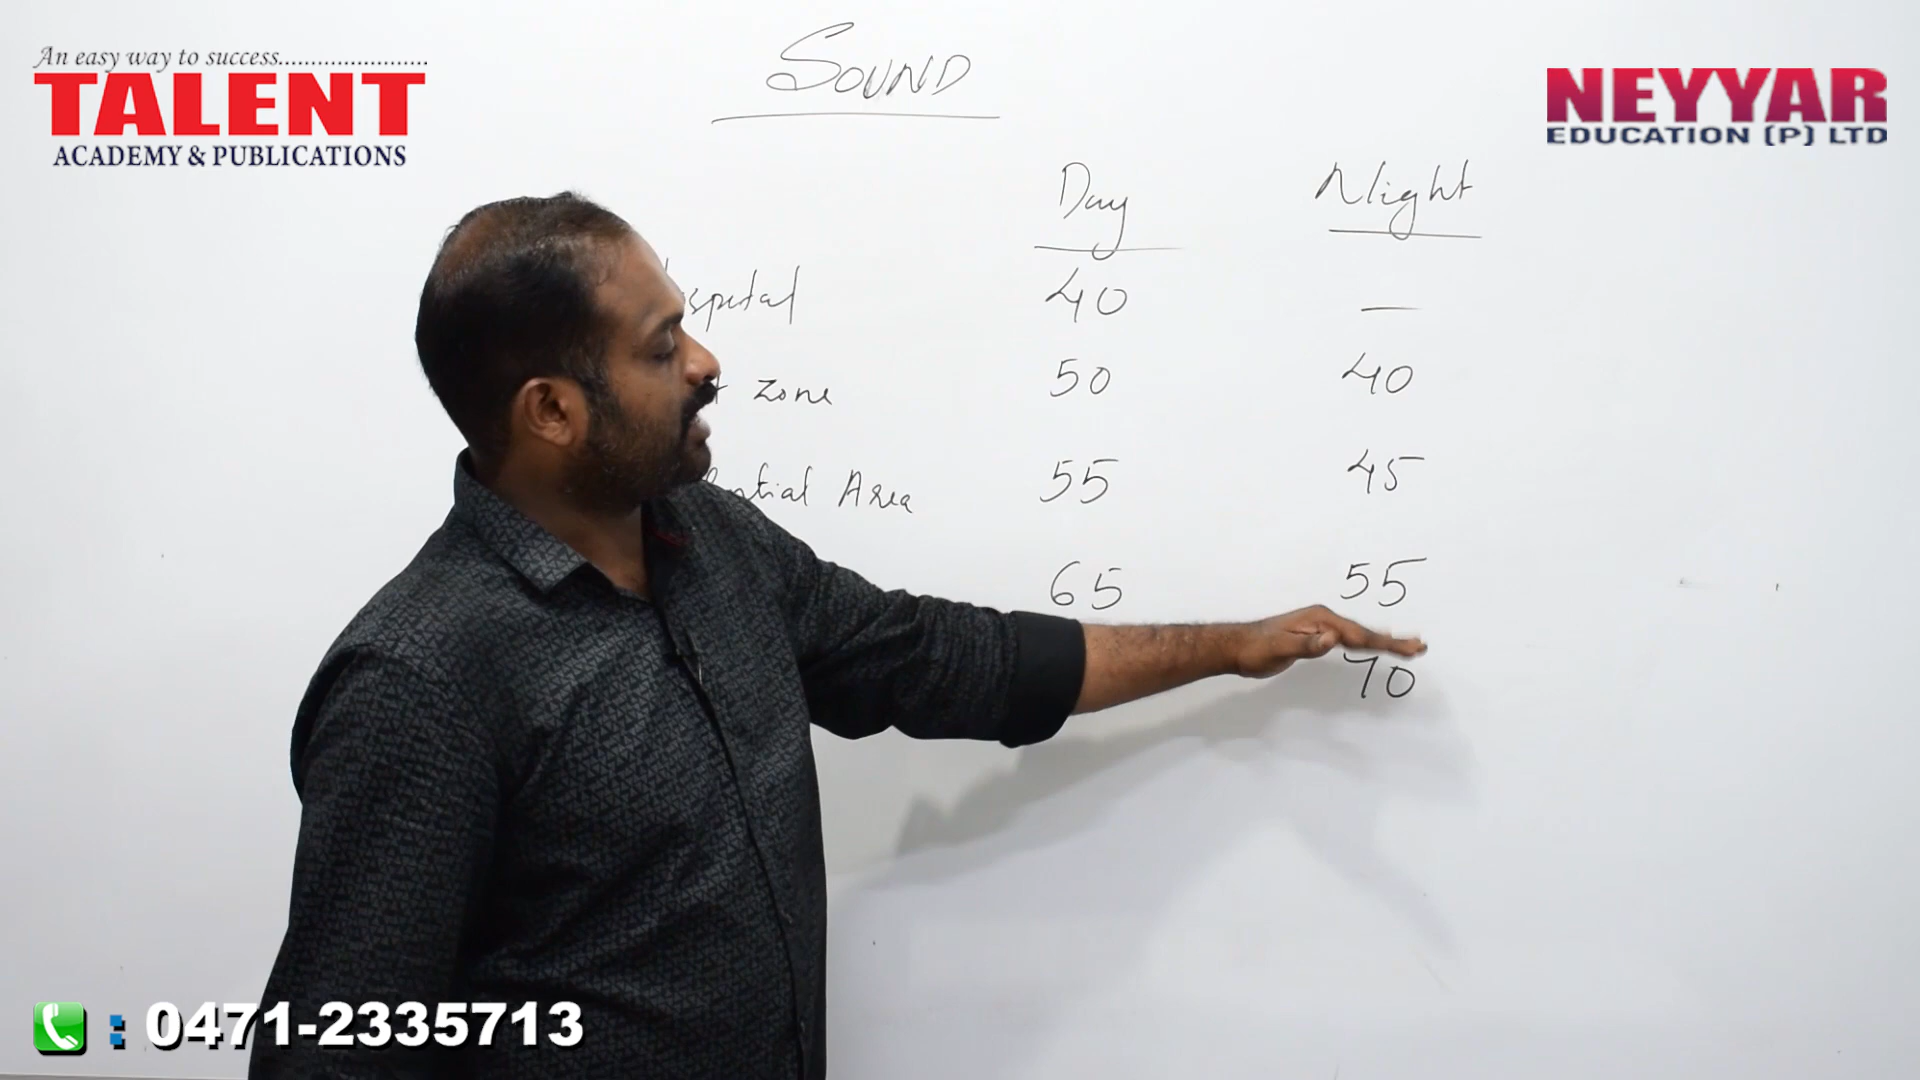 An easy way to success.......................
TALENT
ACADEMY & PUBLICATIONS
NEYYAR
EDUCATION (P) LTD
SOUND
Day Night
40 —
zone 50 40
Area 55 45
65 55
70
: 0471-2335713